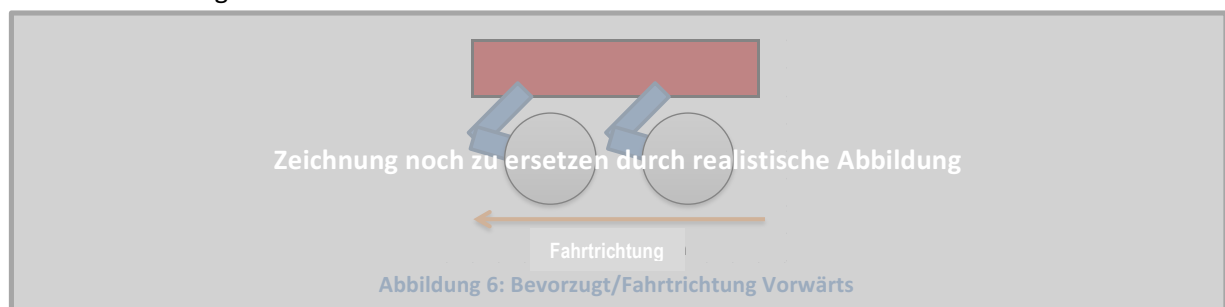 Zeichnung noch zu ersetzen durch realistische Abbildung
Fahrtrichtung
Abbildung 6: Bevorzugt/Fahrtrichtung Vorwärts